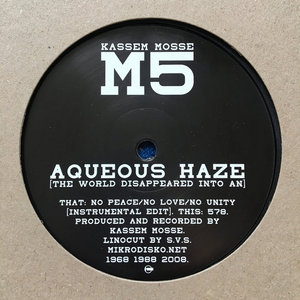 KASSEM MOSSE
M5
AQUEOUS HAZE
[THE WORLD DISAPPEARED INTO AN]
THAT: NO PEACE/NO LOVE/NO UNITY
[INSTRUMENTAL EDIT]. THIS: 578.
PRODUCED AND RECORDED BY
KASSEM MOSSE.
LINOCUT BY S.V.S.
MIKRODISKO.NET
1968 1988 2008.